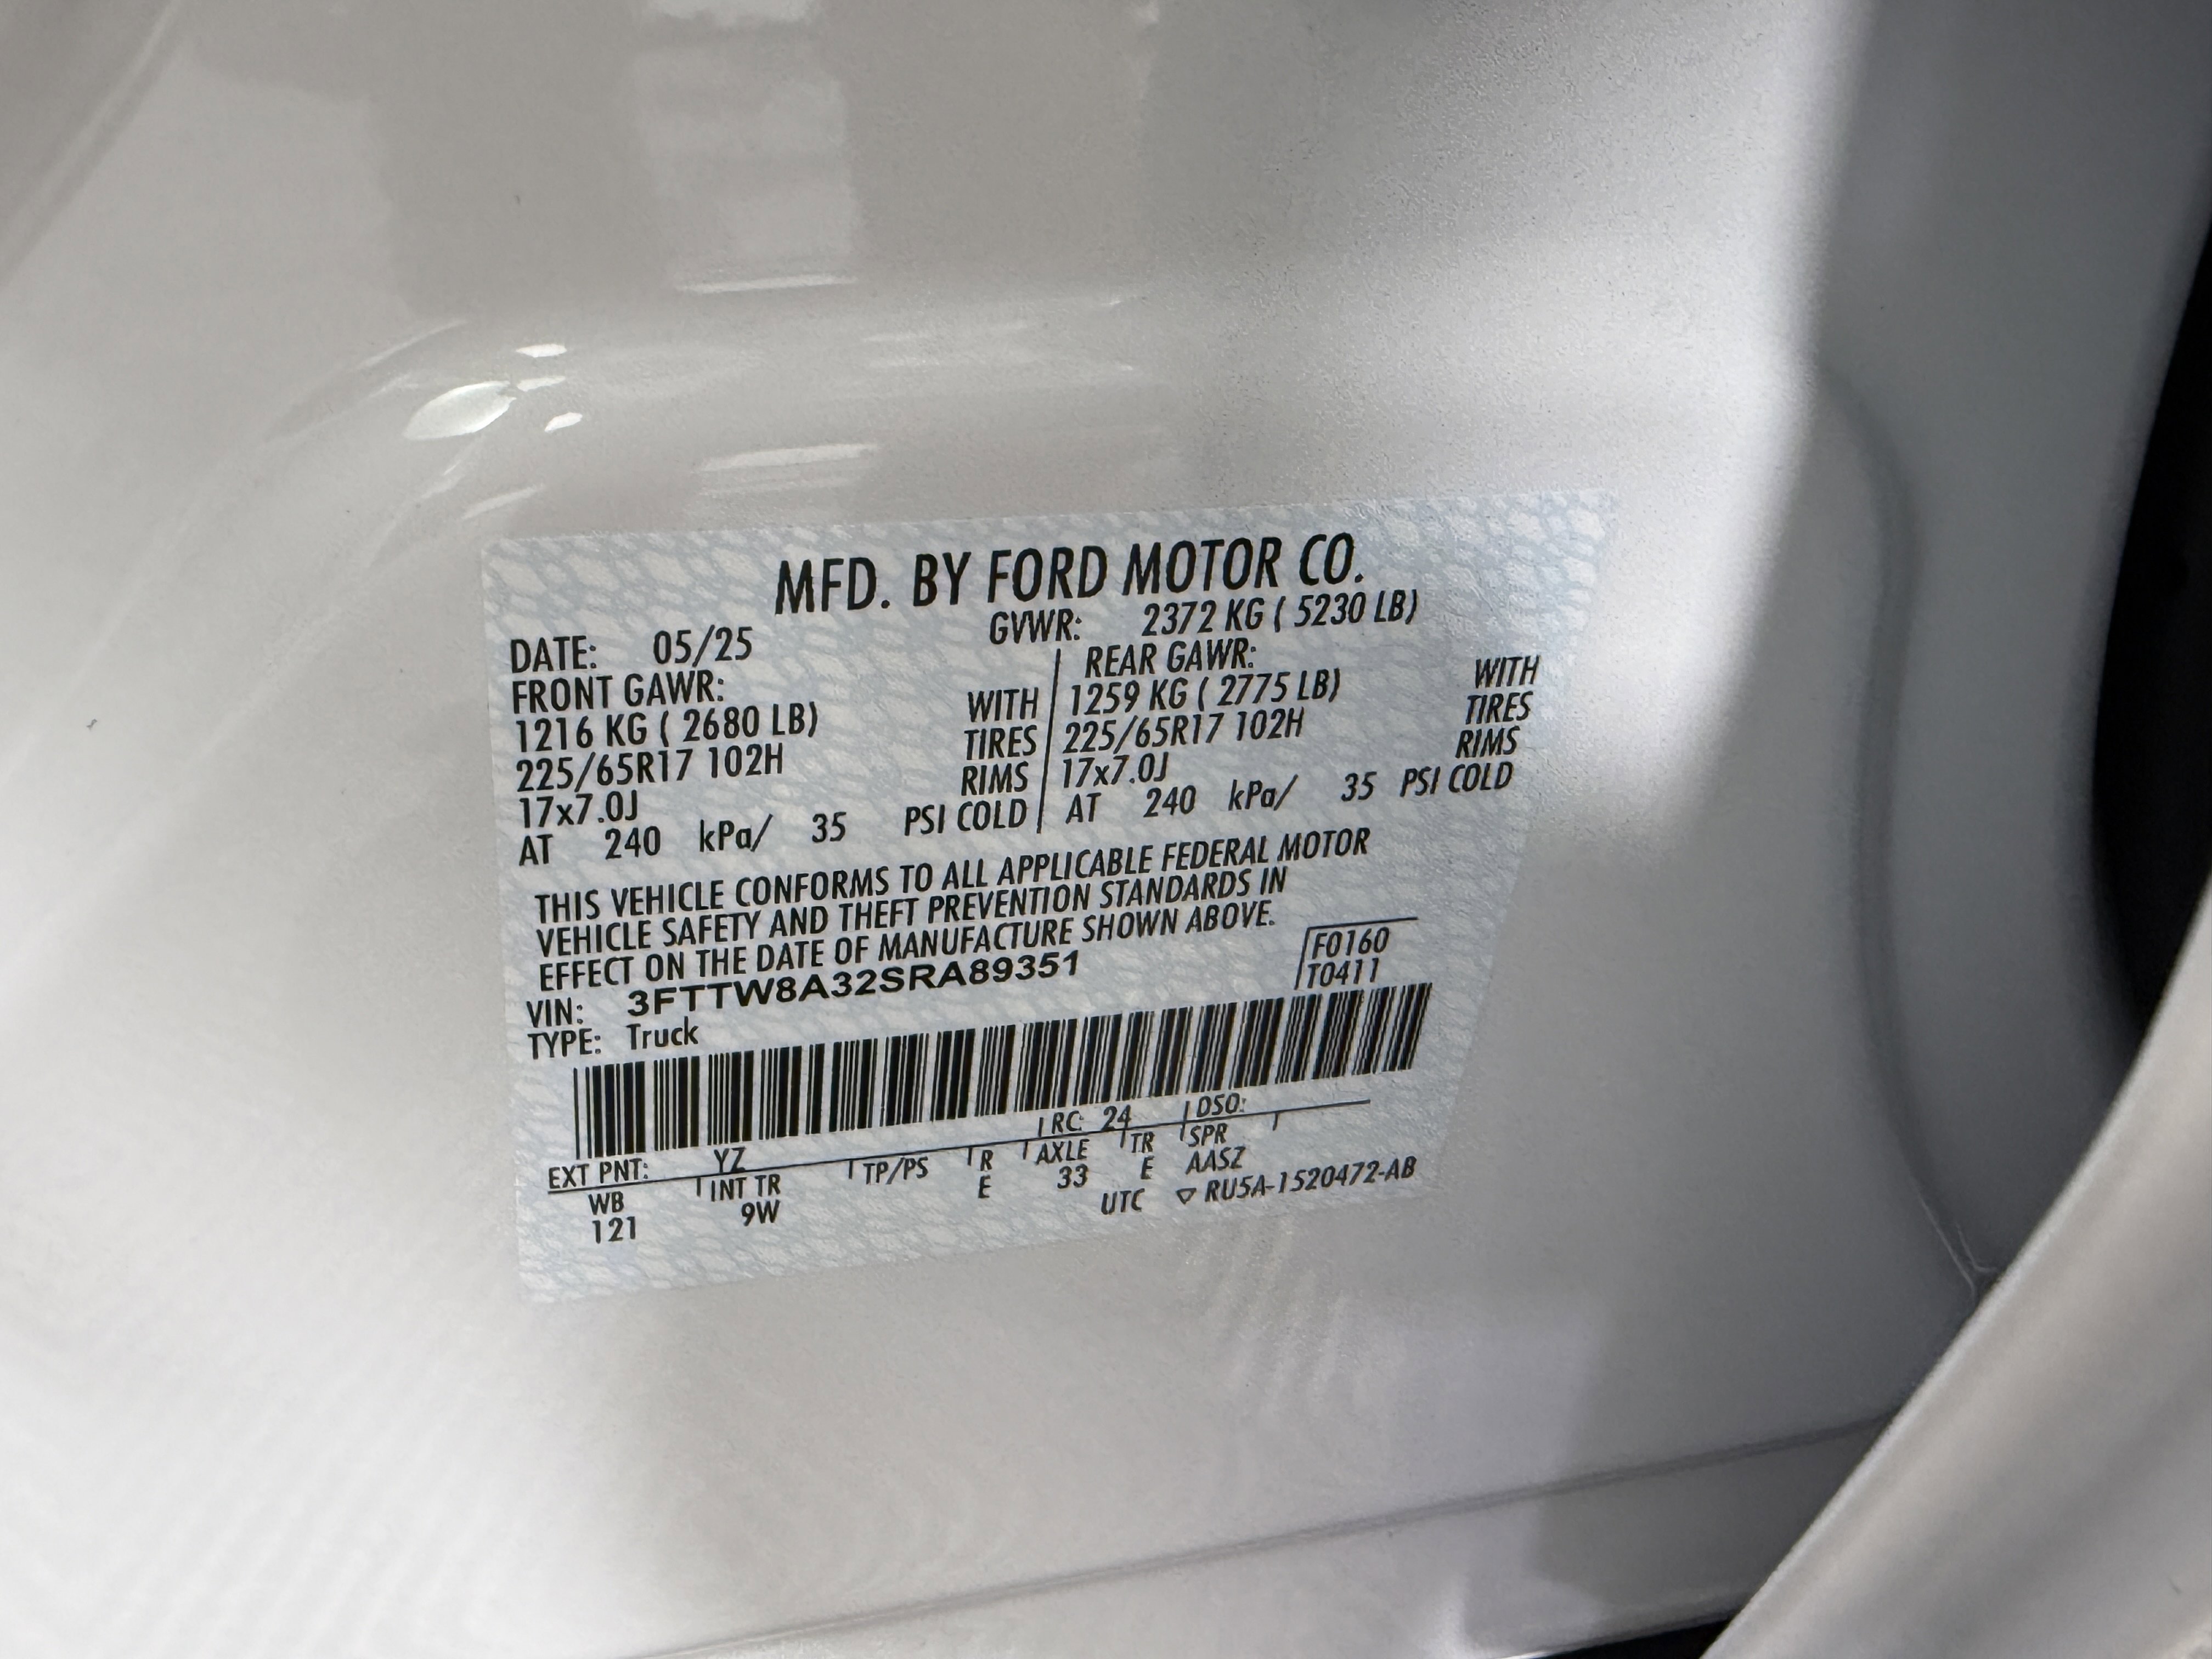 MFD. BY FORD MOTOR CO.
DATE: 05/25 GVWR: 2372 KG ( 5230 LB)
FRONT GAWR: REAR GAWR:
1216 KG ( 2680 LB) WITH 1259 KG ( 2775 LB) WITH
225/65R17 102H TIRES 225/65R17 102H TIRES
17x7.0J RIMS 17x7.0J RIMS
AT 240 kPa/ 35 PSI COLD AT 240 kPa/ 35 PSI COLD
THIS VEHICLE CONFORMS TO ALL APPLICABLE FEDERAL MOTOR
VEHICLE SAFETY AND THEFT PREVENTION STANDARDS IN
EFFECT ON THE DATE OF MANUFACTURE SHOWN ABOVE.
VIN: 3FTTW8A32SRA89351 F0160
TYPE: Truck T0411
EXT PNT: YZ RC: 24 DSO:
WB INT TR TP/PS R AXLE TR SPR
121 9W E 33 E AASZ
UTC ▽ RU5A-1520472-AB